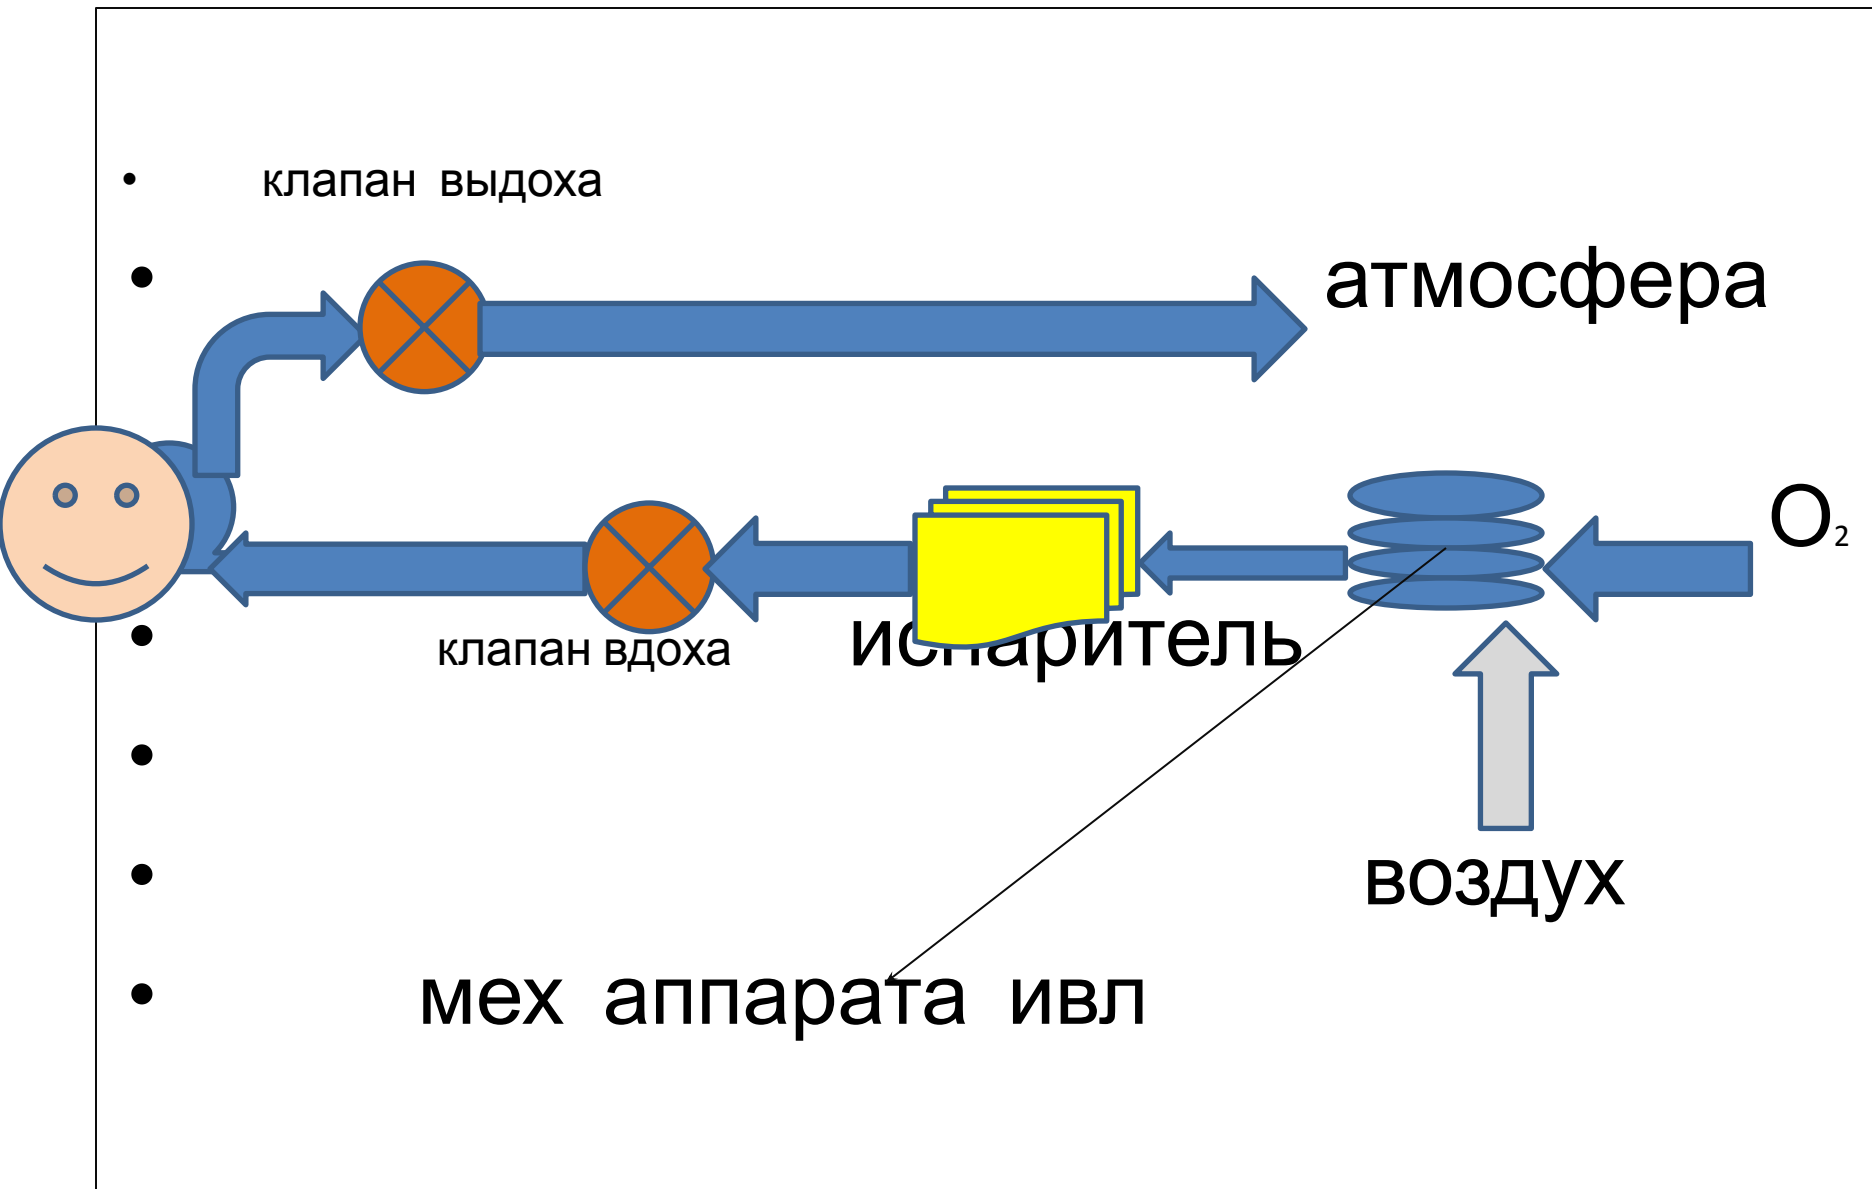 клапан выдоха
атмосфера
O₂
клапан вдоха
испаритель
воздух
мех аппарата ивл